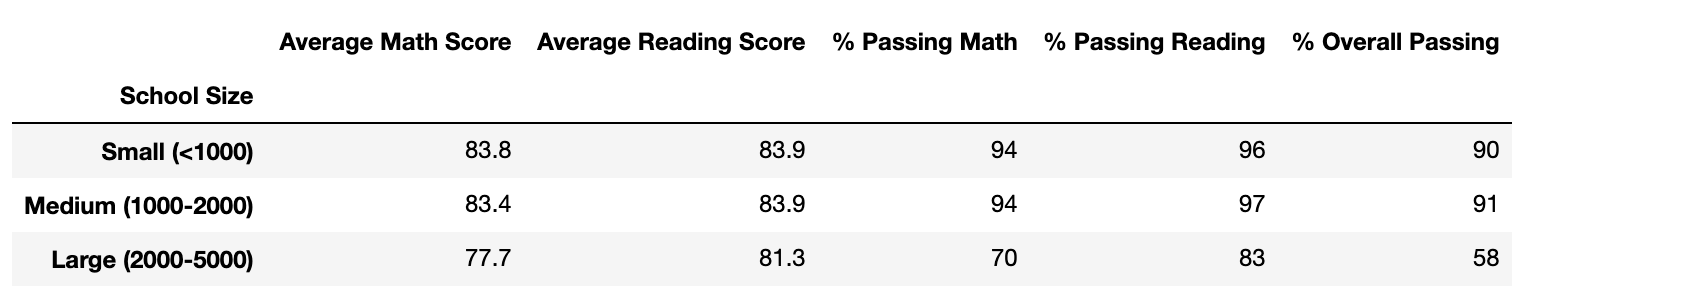 Average Math Score Average Reading Score % Passing Math % Passing Reading % Overall Passing
School Size
Small (<1000) 83.8 83.9 94 96 90
Medium (1000-2000) 83.4 83.9 94 97 91
Large (2000-5000) 77.7 81.3 70 83 58